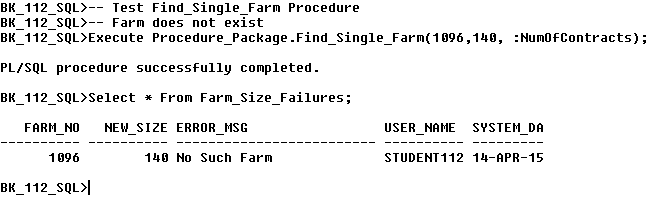 BK_112_SQL>-- Test Find_Single_Farm Procedure
BK_112_SQL>-- Farm does not exist
BK_112_SQL>Execute Procedure_Package.Find_Single_Farm(1096,140, :NumOfContracts);
PL/SQL procedure successfully completed.
BK_112_SQL>Select * From Farm_Size_Failures;
FARM_NO NEW_SIZE ERROR_MSG USER_NAME SYSTEM_DA
---------- ---------- ------------------------- ---------- ---------
1096 140 No Such Farm STUDENT112 14-APR-15
BK_112_SQL>